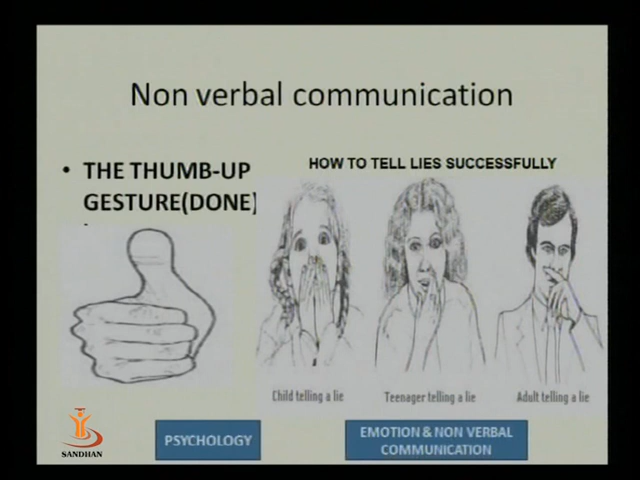 Non verbal communication
• THE THUMB-UP
GESTURE(DONE)
HOW TO TELL LIES SUCCESSFULLY
Child telling a lie
Teenager telling a lie
Adult telling a lie
SANDHAN
PSYCHOLOGY
EMOTION & NON VERBAL
COMMUNICATION